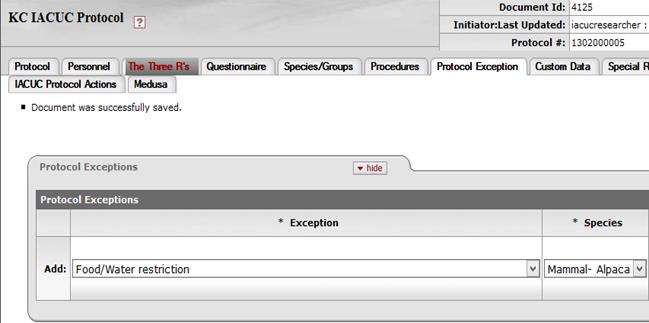 Document Id: 4125
KC IACUC Protocol ?
Initiator:Last Updated: iacucresearcher :
Protocol #: 1302000005
Protocol Personnel The Three R's Questionnaire Species/Groups Procedures Protocol Exception Custom Data Special R
IACUC Protocol Actions Medusa
Document was successfully saved.
Protocol Exceptions hide
Protocol Exceptions
* Exception * Species
Add: Food/Water restriction Mammal- Alpaca